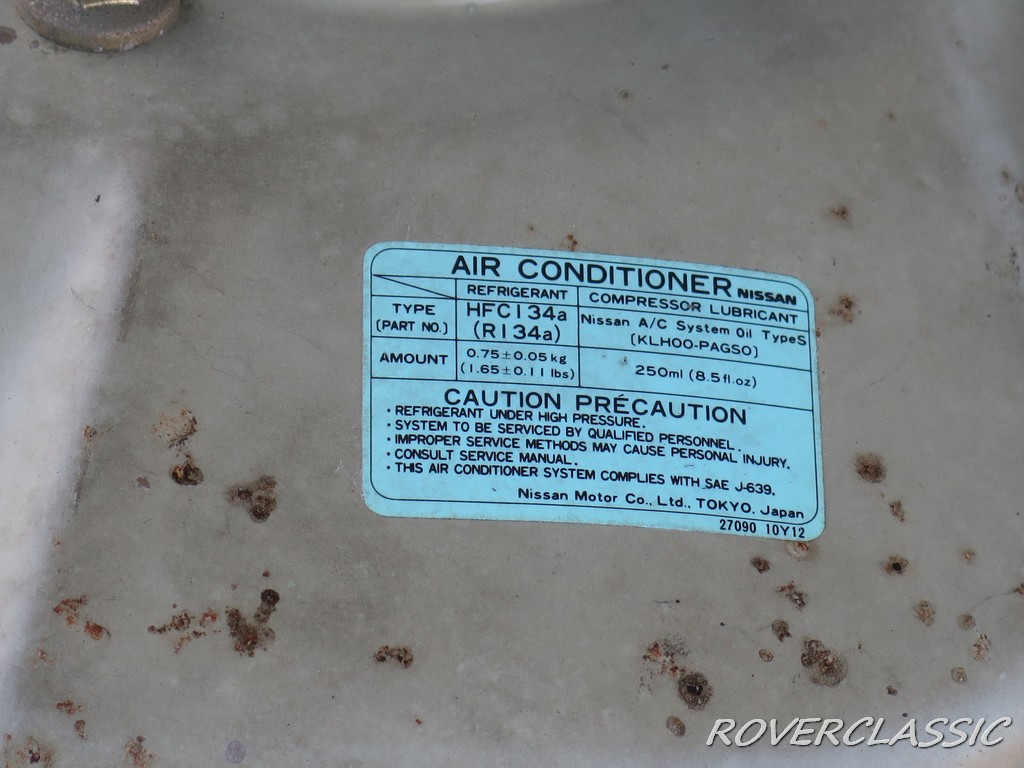 AIR CONDITIONER NISSAN
REFRIGERANT COMPRESSOR LUBRICANT
TYPE (PART NO.) HFC134a (R134a) Nissan A/C System Oil TypeS (KLH00-PAGS0)
AMOUNT 0.75±0.05 kg (1.65±0.11 lbs) 250ml (8.5fl.oz)
CAUTION PRÉCAUTION
· REFRIGERANT UNDER HIGH PRESSURE.
· SYSTEM TO BE SERVICED BY QUALIFIED PERSONNEL.
· IMPROPER SERVICE METHODS MAY CAUSE PERSONAL INJURY.
· CONSULT SERVICE MANUAL.
· THIS AIR CONDITIONER SYSTEM COMPLIES WITH SAE J-639.
Nissan Motor Co., Ltd., TOKYO, Japan
27090 10Y12
ROVERCLASSIC